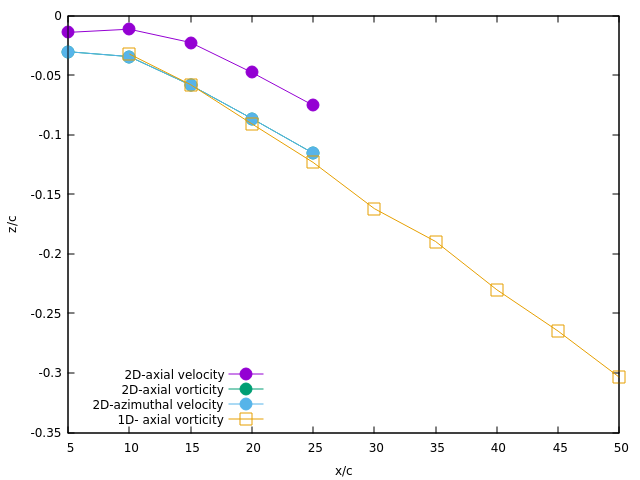 0
-0.05
-0.1
-0.15
-0.2
-0.25
-0.3
-0.35
z/c
2D-axial velocity
2D-axial vorticity
2D-azimuthal velocity
1D- axial vorticity
5 10 15 20 25 30 35 40 45 50
x/c